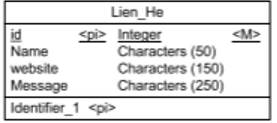 Lien_He
id <pi> Integer <M>
Name Characters (50)
website Characters (150)
Message Characters (250)
Identifier_1 <pi>